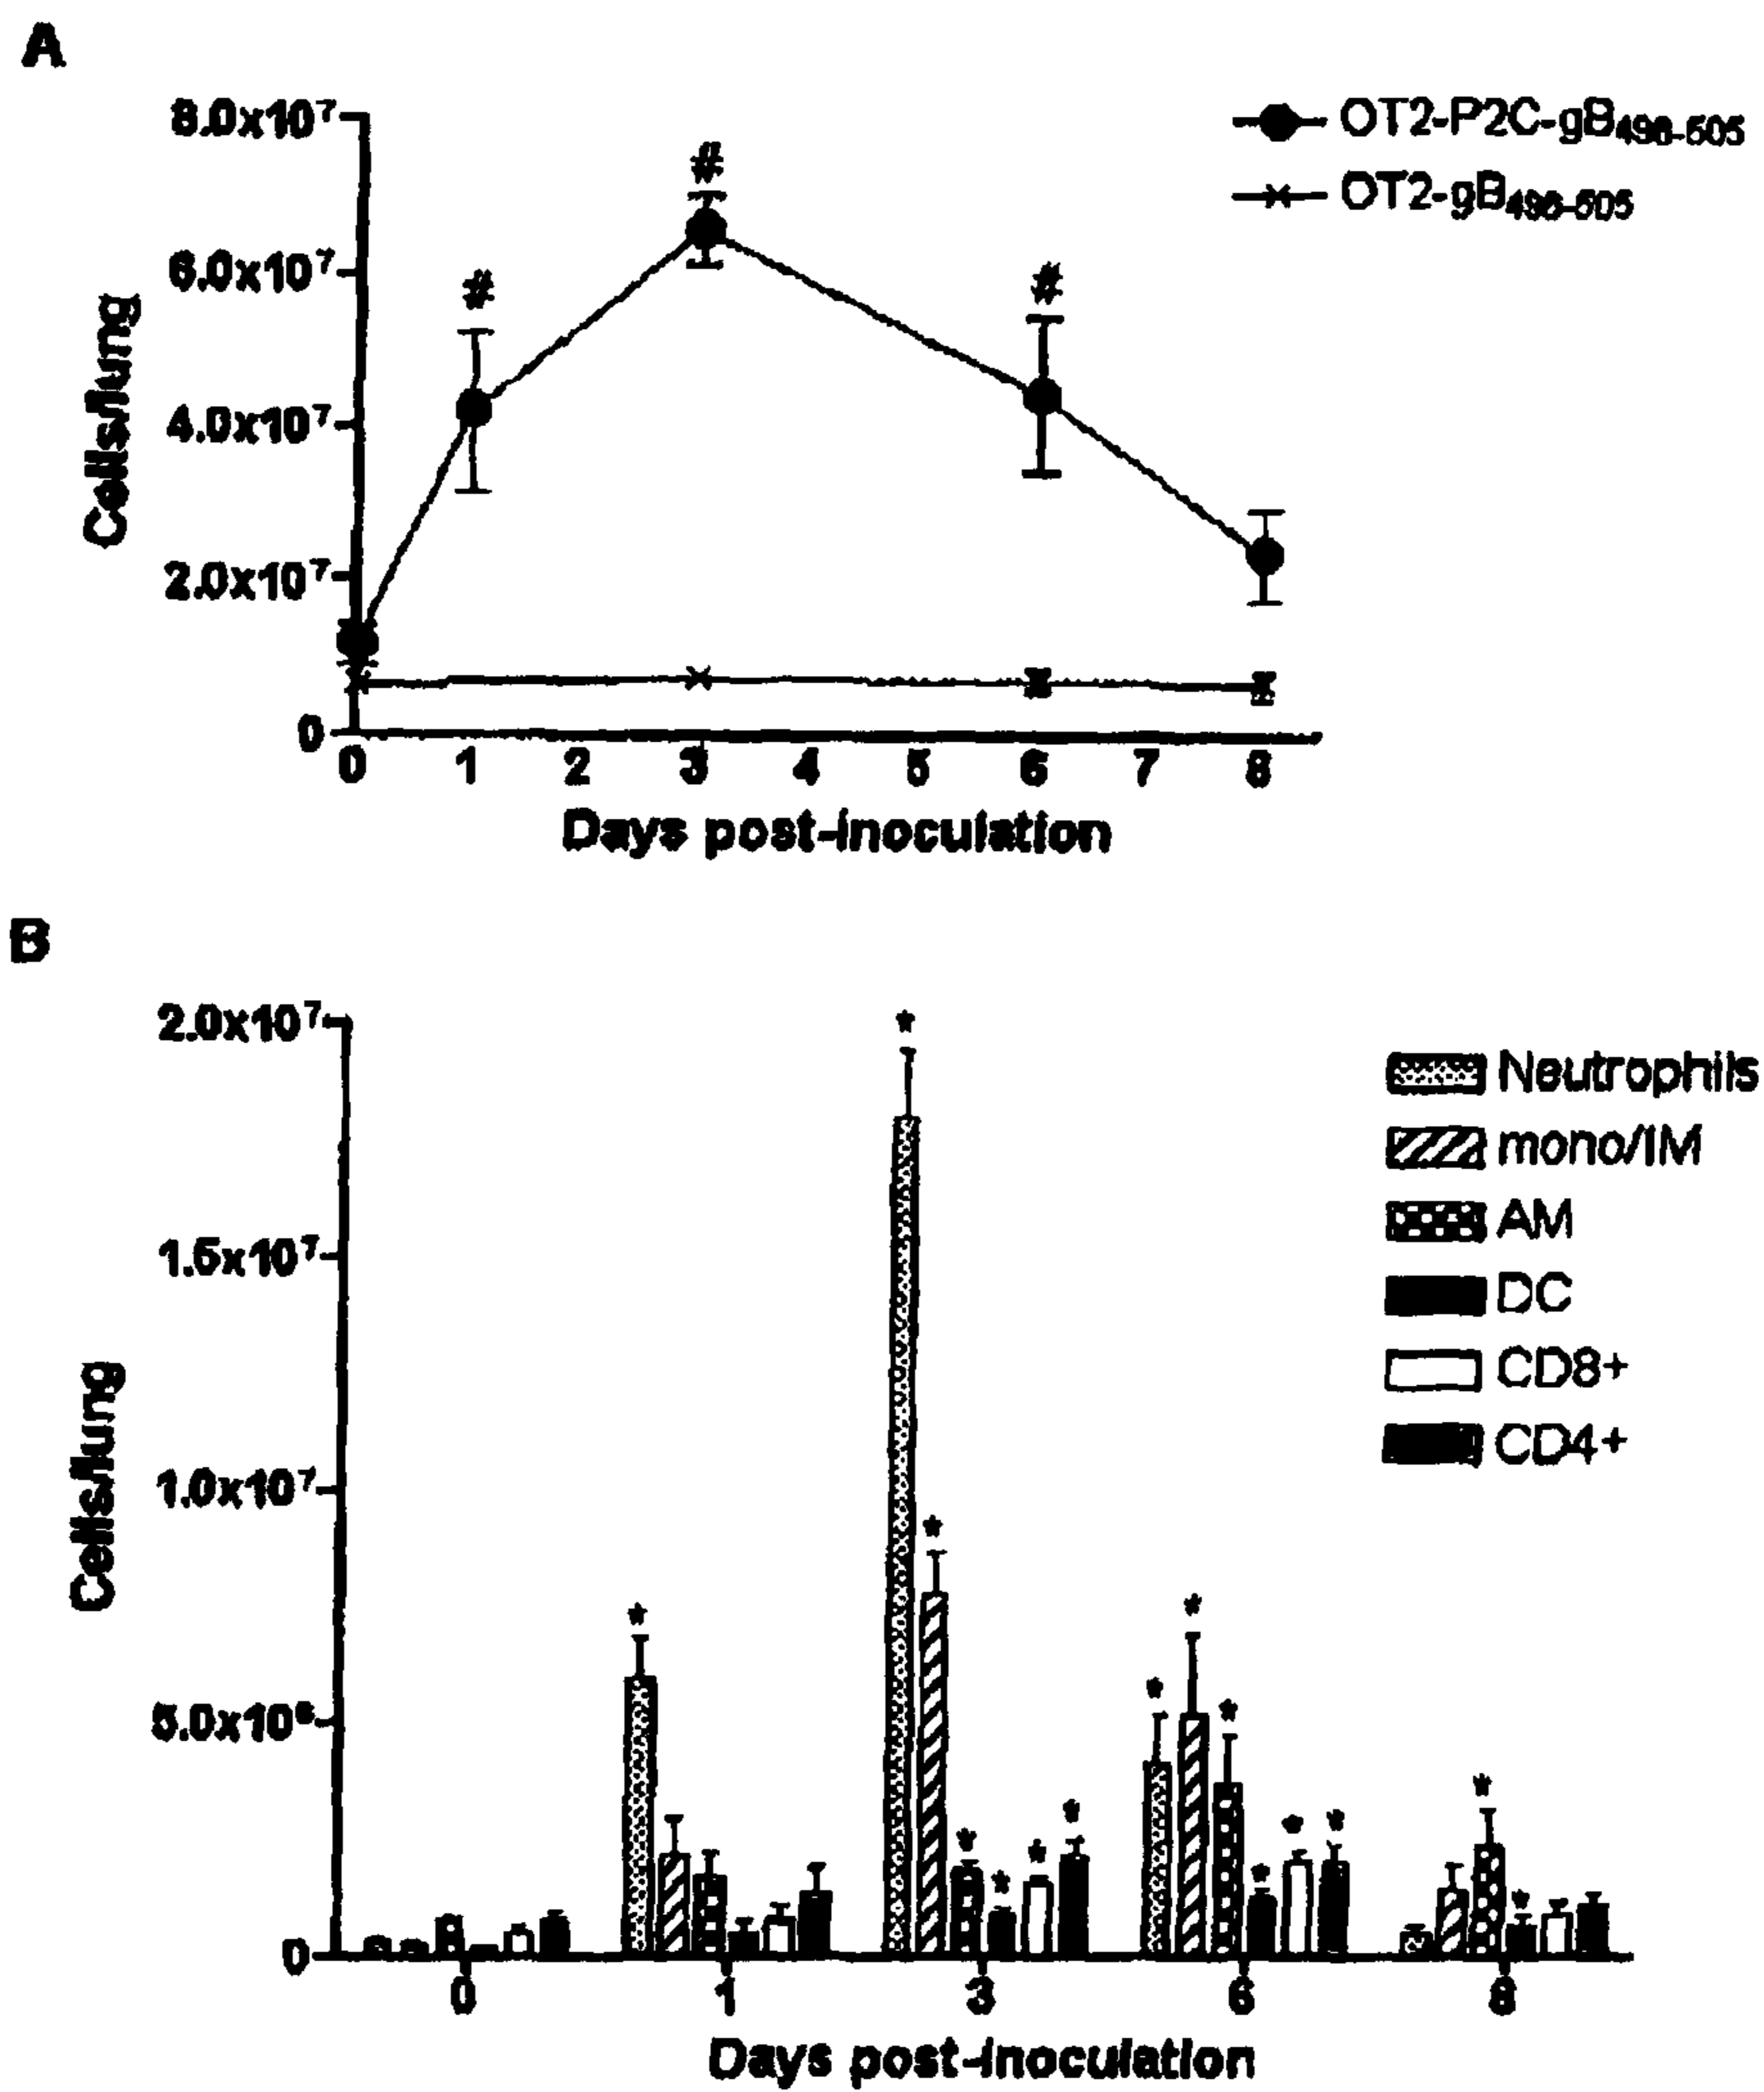 A
8.0x10⁷
6.0x10⁷
4.0x10⁷
2.0x10⁷
0
Cells/lung
0 1 2 3 4 5 6 7 8
Days post-inoculation
OT2-P2C-gB498-505
OT2-gB498-505
# # #
B
2.0x10⁷
1.5x10⁷
1.0x10⁷
5.0x10⁶
0
Cells/lung
0 1 3 6 8
Days post-inoculation
Neutrophils
mono/IM
AM
DC
CD8+
CD4+
* * * * * * * * * * * * * * *